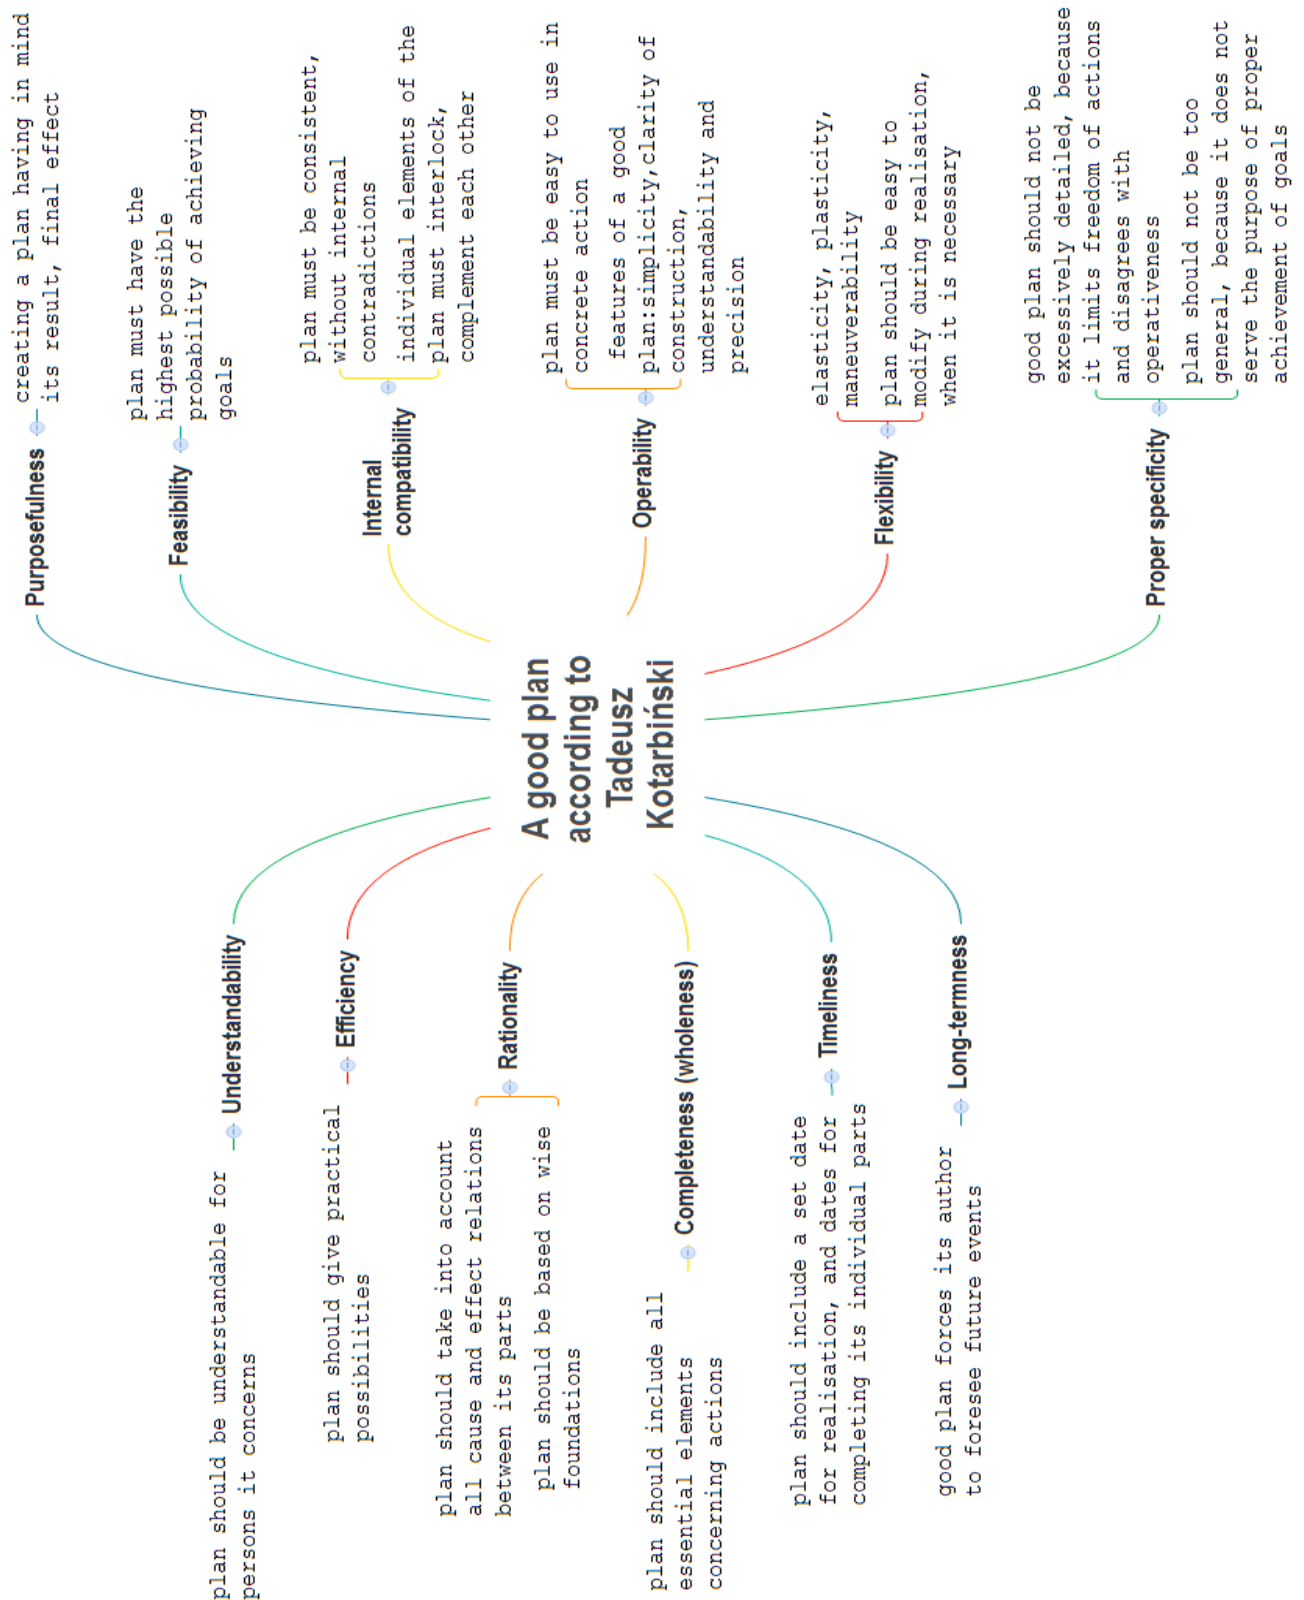 A good plan
according to
Tadeusz
Kotarbiński
Purposefulness
creating a plan having in mind
its result, final effect
Feasibility
plan must have the
highest possible
probability of achieving
goals
Internal
compatibility
plan must be consistent,
without internal
contradictions
individual elements of the
plan must interlock,
complement each other
Operability
plan must be easy to use in
concrete action
features of a good
plan:simplicity,clarity of
construction,
understandability and
precision
Flexibility
elasticity, plasticity,
maneuverability
plan should be easy to
modify during realisation,
when it is necessary
Proper specificity
good plan should not be
excessively detailed, because
it limits freedom of actions
and disagrees with
operativeness
plan should not be too
general, because it does not
serve the purpose of proper
achievement of goals
Understandability
plan should be understandable for
persons it concerns
Efficiency
plan should give practical
possibilities
Rationality
plan should take into account
all cause and effect relations
between its parts
plan should be based on wise
foundations
Completeness (wholeness)
plan should include all
essential elements
concerning actions
Timeliness
plan should include a set date
for realisation, and dates for
completing its individual parts
Long-termness
good plan forces its author
to foresee future events